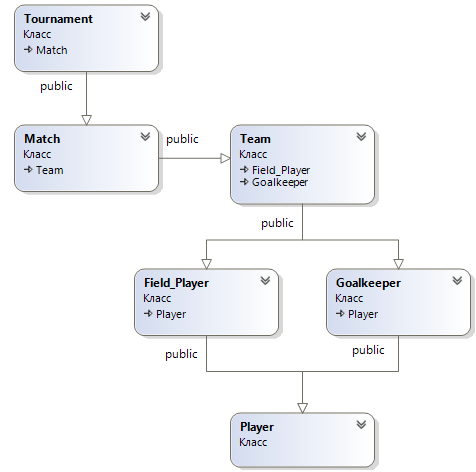 Tournament
Класс
Match
public
Match
Класс
Team
public
Team
Класс
Field_Player
Goalkeeper
public
Field_Player
Класс
Player
Goalkeeper
Класс
Player
public
public
Player
Класс